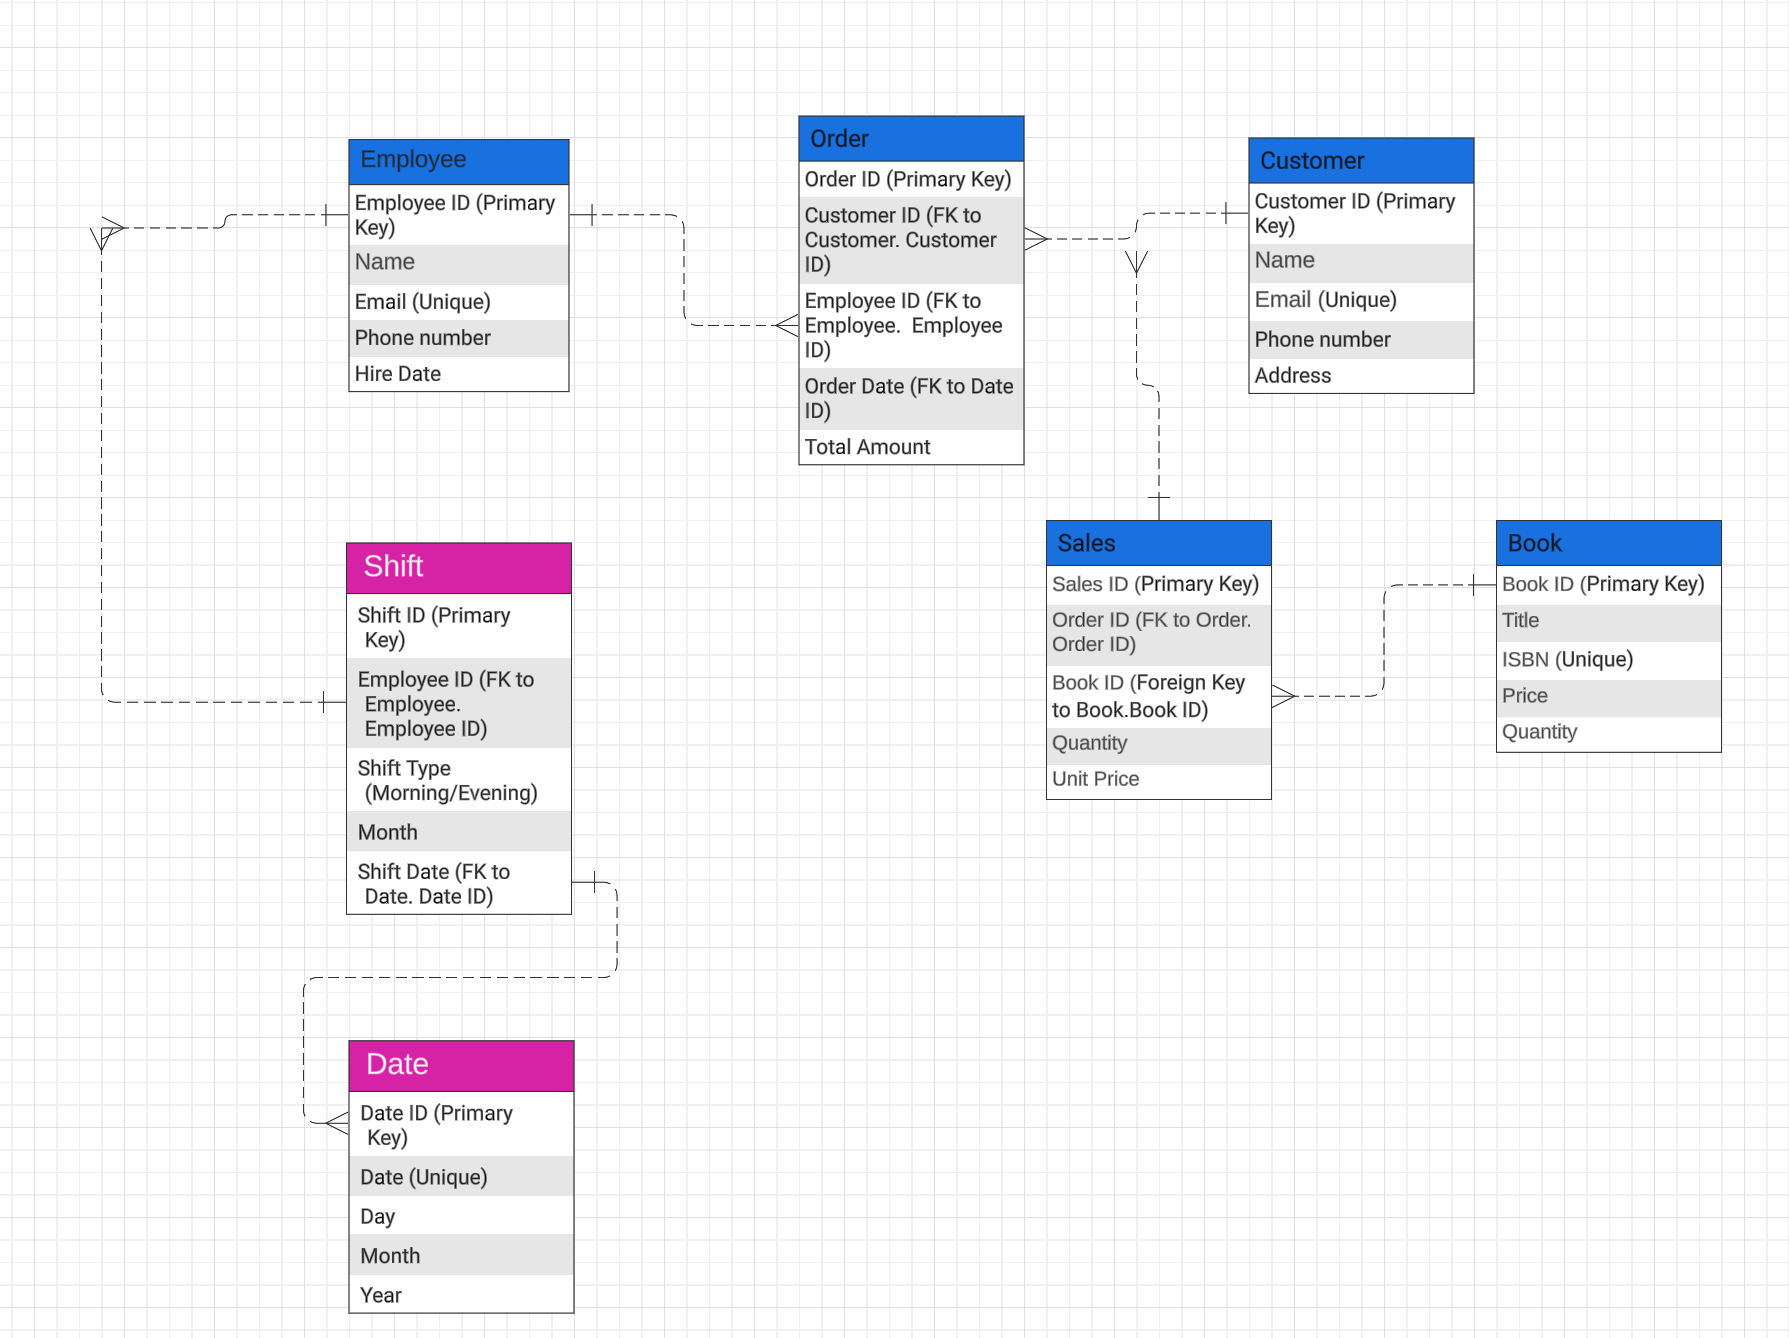 Employee
Employee ID (Primary
Key)
Name
Email (Unique)
Phone number
Hire Date
Order
Order ID (Primary Key)
Customer ID (FK to
Customer. Customer
ID)
Employee ID (FK to
Employee. Employee
ID)
Order Date (FK to Date
ID)
Total Amount
Customer
Customer ID (Primary
Key)
Name
Email (Unique)
Phone number
Address
Shift
Shift ID (Primary
Key)
Employee ID (FK to
Employee.
Employee ID)
Shift Type
(Morning/Evening)
Month
Shift Date (FK to
Date. Date ID)
Sales
Sales ID (Primary Key)
Order ID (FK to Order.
Order ID)
Book ID (Foreign Key
to Book.Book ID)
Quantity
Unit Price
Book
Book ID (Primary Key)
Title
ISBN (Unique)
Price
Quantity
Date
Date ID (Primary
Key)
Date (Unique)
Day
Month
Year